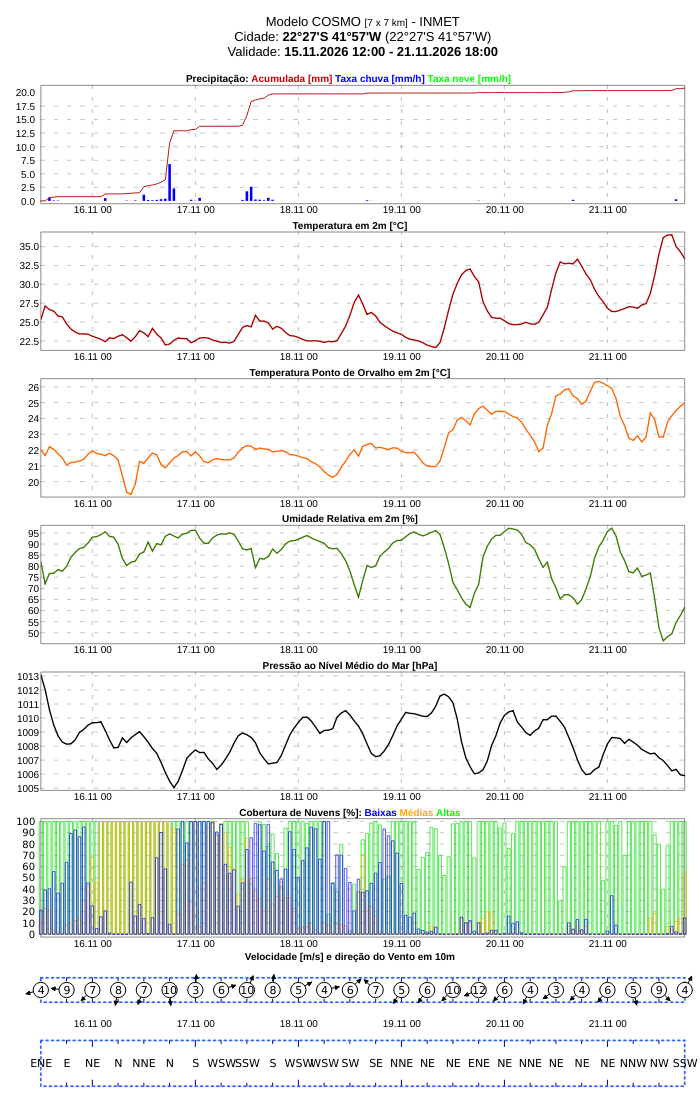 Modelo COSMO [7 x 7 km] - INMET
Cidade: 22°27'S 41°57'W (22°27'S 41°57'W)
Validade: 15.11.2026 12:00 - 21.11.2026 18:00
Precipitação: Acumulada [mm] Taxa chuva [mm/h] Taxa neve [mm/h]
20.0
17.5
15.0
12.5
10.0
7.5
5.0
2.5
0.0
16.11 00 17.11 00 18.11 00 19.11 00 20.11 00 21.11 00
Temperatura em 2m [°C]
35.0
32.5
30.0
27.5
25.0
22.5
16.11 00 17.11 00 18.11 00 19.11 00 20.11 00 21.11 00
Temperatura Ponto de Orvalho em 2m [°C]
26
25
24
23
22
21
20
16.11 00 17.11 00 18.11 00 19.11 00 20.11 00 21.11 00
Umidade Relativa em 2m [%]
95
90
85
80
75
70
65
60
55
50
16.11 00 17.11 00 18.11 00 19.11 00 20.11 00 21.11 00
Pressão ao Nível Médio do Mar [hPa]
1013
1012
1011
1010
1009
1008
1007
1006
1005
16.11 00 17.11 00 18.11 00 19.11 00 20.11 00 21.11 00
Cobertura de Nuvens [%]: Baixas Médias Altas
100
90
80
70
60
50
40
30
20
10
0
16.11 00 17.11 00 18.11 00 19.11 00 20.11 00 21.11 00
Velocidade [m/s] e direção do Vento em 10m
4 9 7 8 7 10 3 6 10 8 5 4 6 7 5 6 10 12 6 4 3 4 6 5 9 4
16.11 00 17.11 00 18.11 00 19.11 00 20.11 00 21.11 00
ENE E NE N NNE N S WSW SSW S WSW WSW SW SE NNE NE NE ENE NE NNE NE NE NE NNW NW SSW